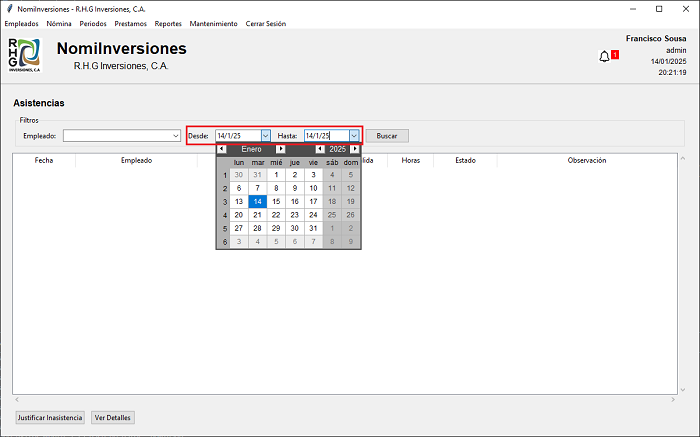 NomiInversiones - R.H.G Inversiones, C.A.
Empleados Nómina Periodos Prestamos Reportes Mantenimiento Cerrar Sesión
R
H
G
INVERSIONES, C.A
NomiInversiones
R.H.G Inversiones, C.A.
1
Francisco Sousa
admin
14/01/2025
20:21:19
Asistencias
Filtros
Empleado: Desde: 14/1/25 Hasta: 14/1/25 Buscar
Enero 2025
lun mar mié jue vie sáb dom
1 30 31 1 2 3 4 5
2 6 7 8 9 10 11 12
3 13 14 15 16 17 18 19
4 20 21 22 23 24 25 26
5 27 28 29 30 31 1 2
6 3 4 5 6 7 8 9
Fecha Empleado lida Horas Estado Observación
Justificar Inasistencia Ver Detalles